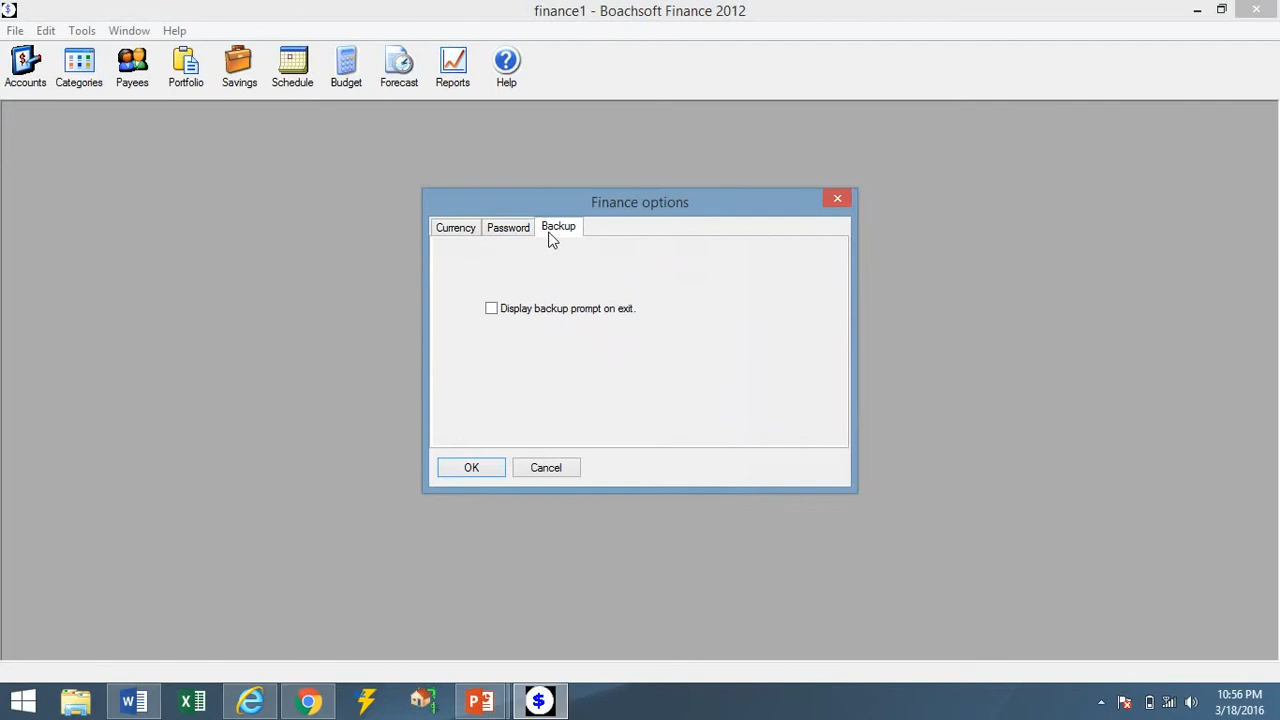 finance1 - Boachsoft Finance 2012
File Edit Tools Window Help
Accounts Categories Payees Portfolio Savings Schedule Budget Forecast Reports Help
Finance options
Currency Password Backup
Display backup prompt on exit.
OK Cancel
10:56 PM
3/18/2016